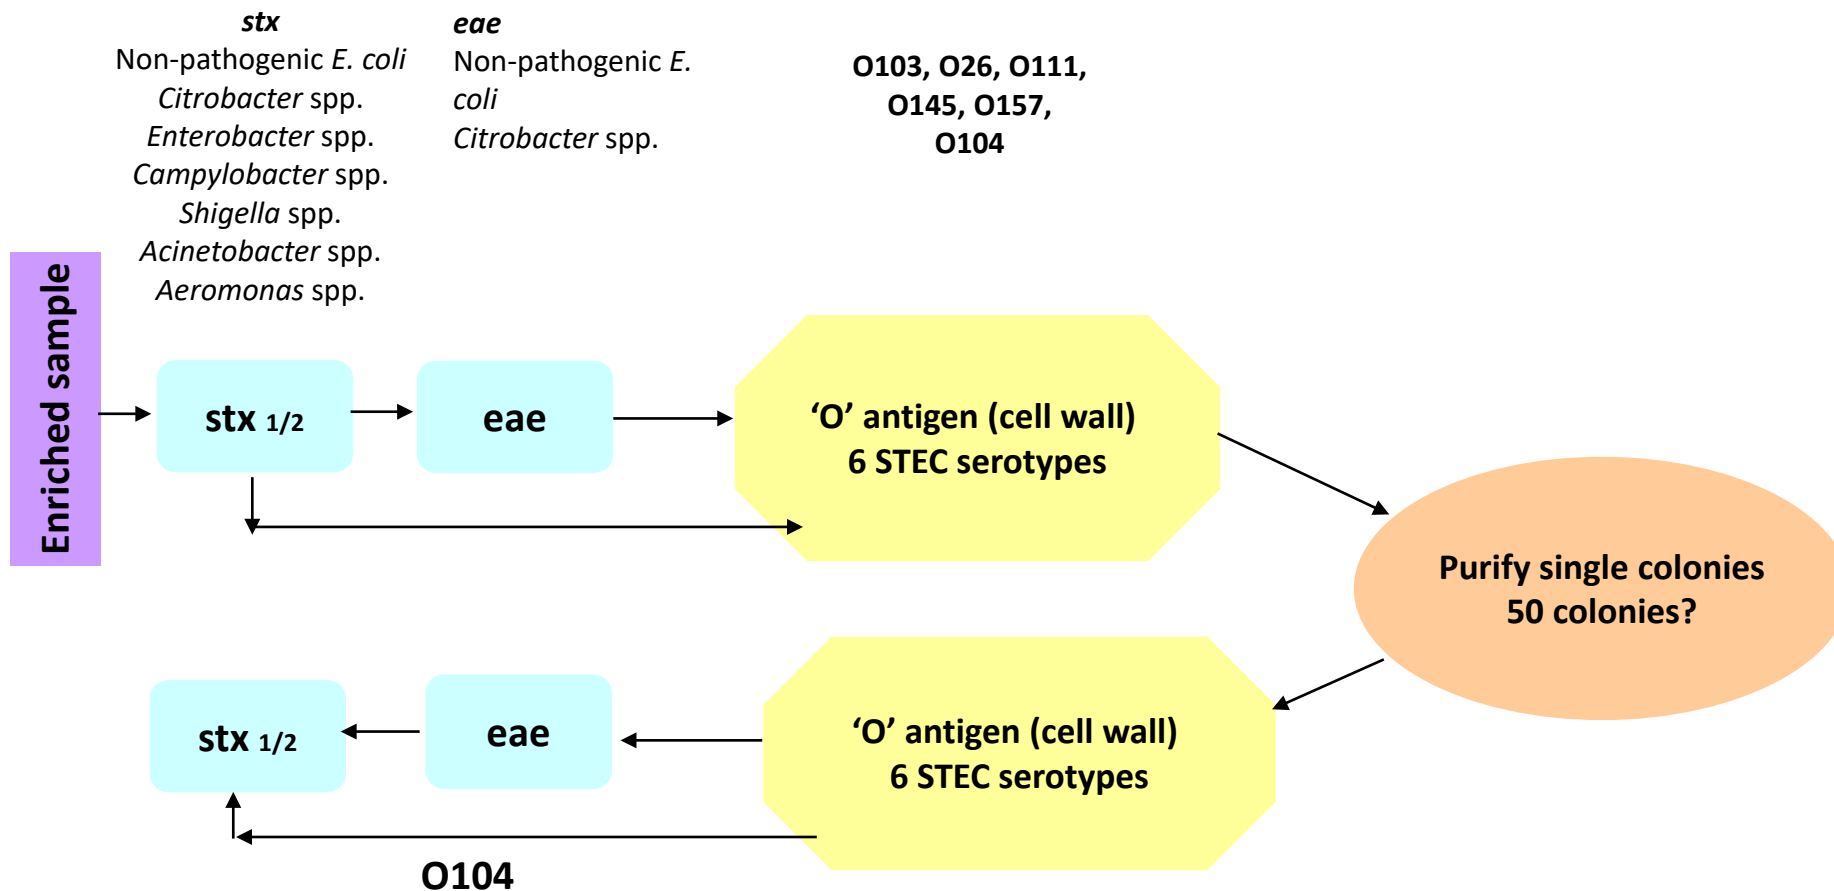 stx
Non-pathogenic E. coli
Citrobacter spp.
Enterobacter spp.
Campylobacter spp.
Shigella spp.
Acinetobacter spp.
Aeromonas spp.
eae
Non-pathogenic E.
coli
Citrobacter spp.
O103, O26, O111,
O145, O157,
O104
Enriched sample
stx 1/2
eae
‘O’ antigen (cell wall)
6 STEC serotypes
Purify single colonies
50 colonies?
‘O’ antigen (cell wall)
6 STEC serotypes
eae
stx 1/2
O104